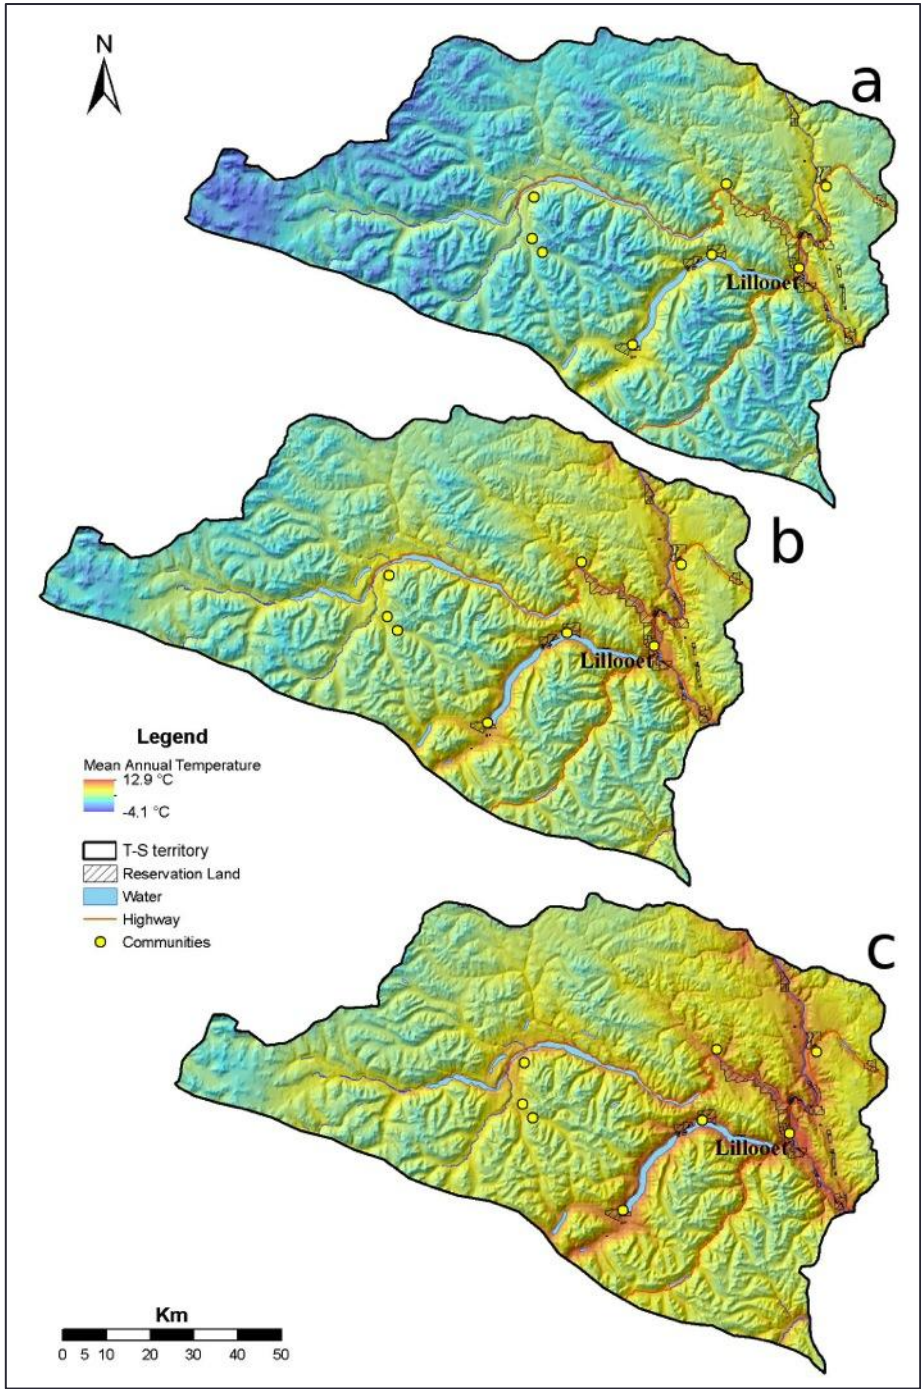 N
a
Lillooet
b
Lillooet
Legend
Mean Annual Temperature
12.9 °C
-4.1 °C
T-S territory
Reservation Land
Water
Highway
Communities
c
Lillooet
Km
0 5 10 20 30 40 50